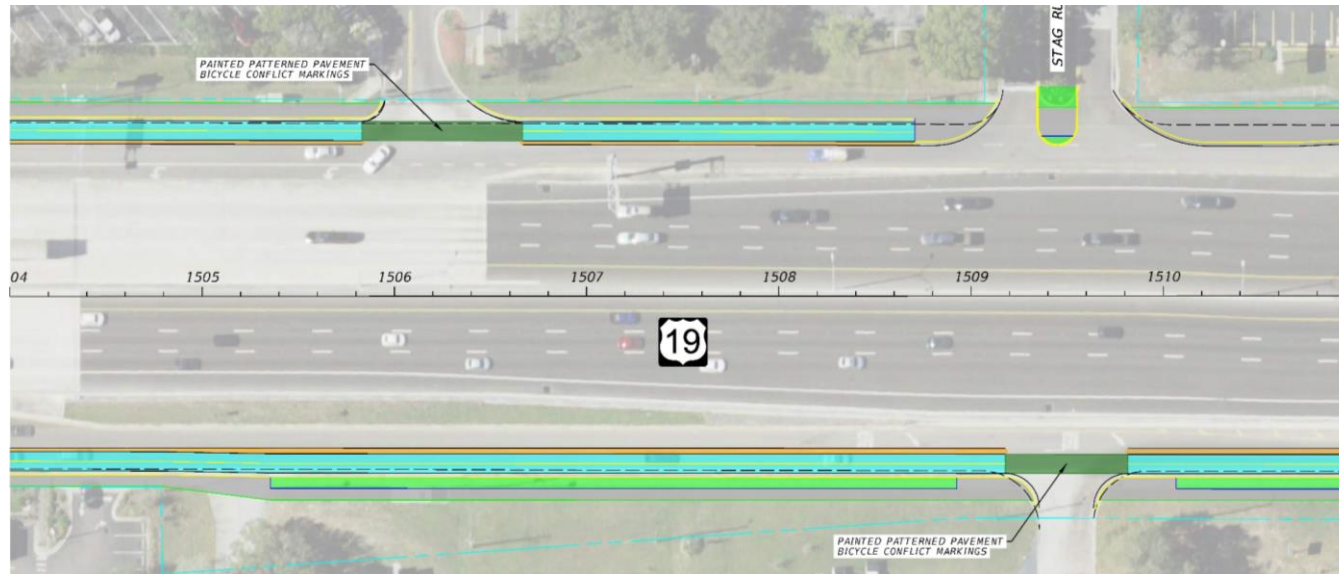 PAINTED PATTERNED PAVEMENT
BICYCLE CONFLICT MARKINGS
STAG RU
04
1505
1506
1507
1508
1509
1510
19
PAINTED PATTERNED PAVEMENT
BICYCLE CONFLICT MARKINGS